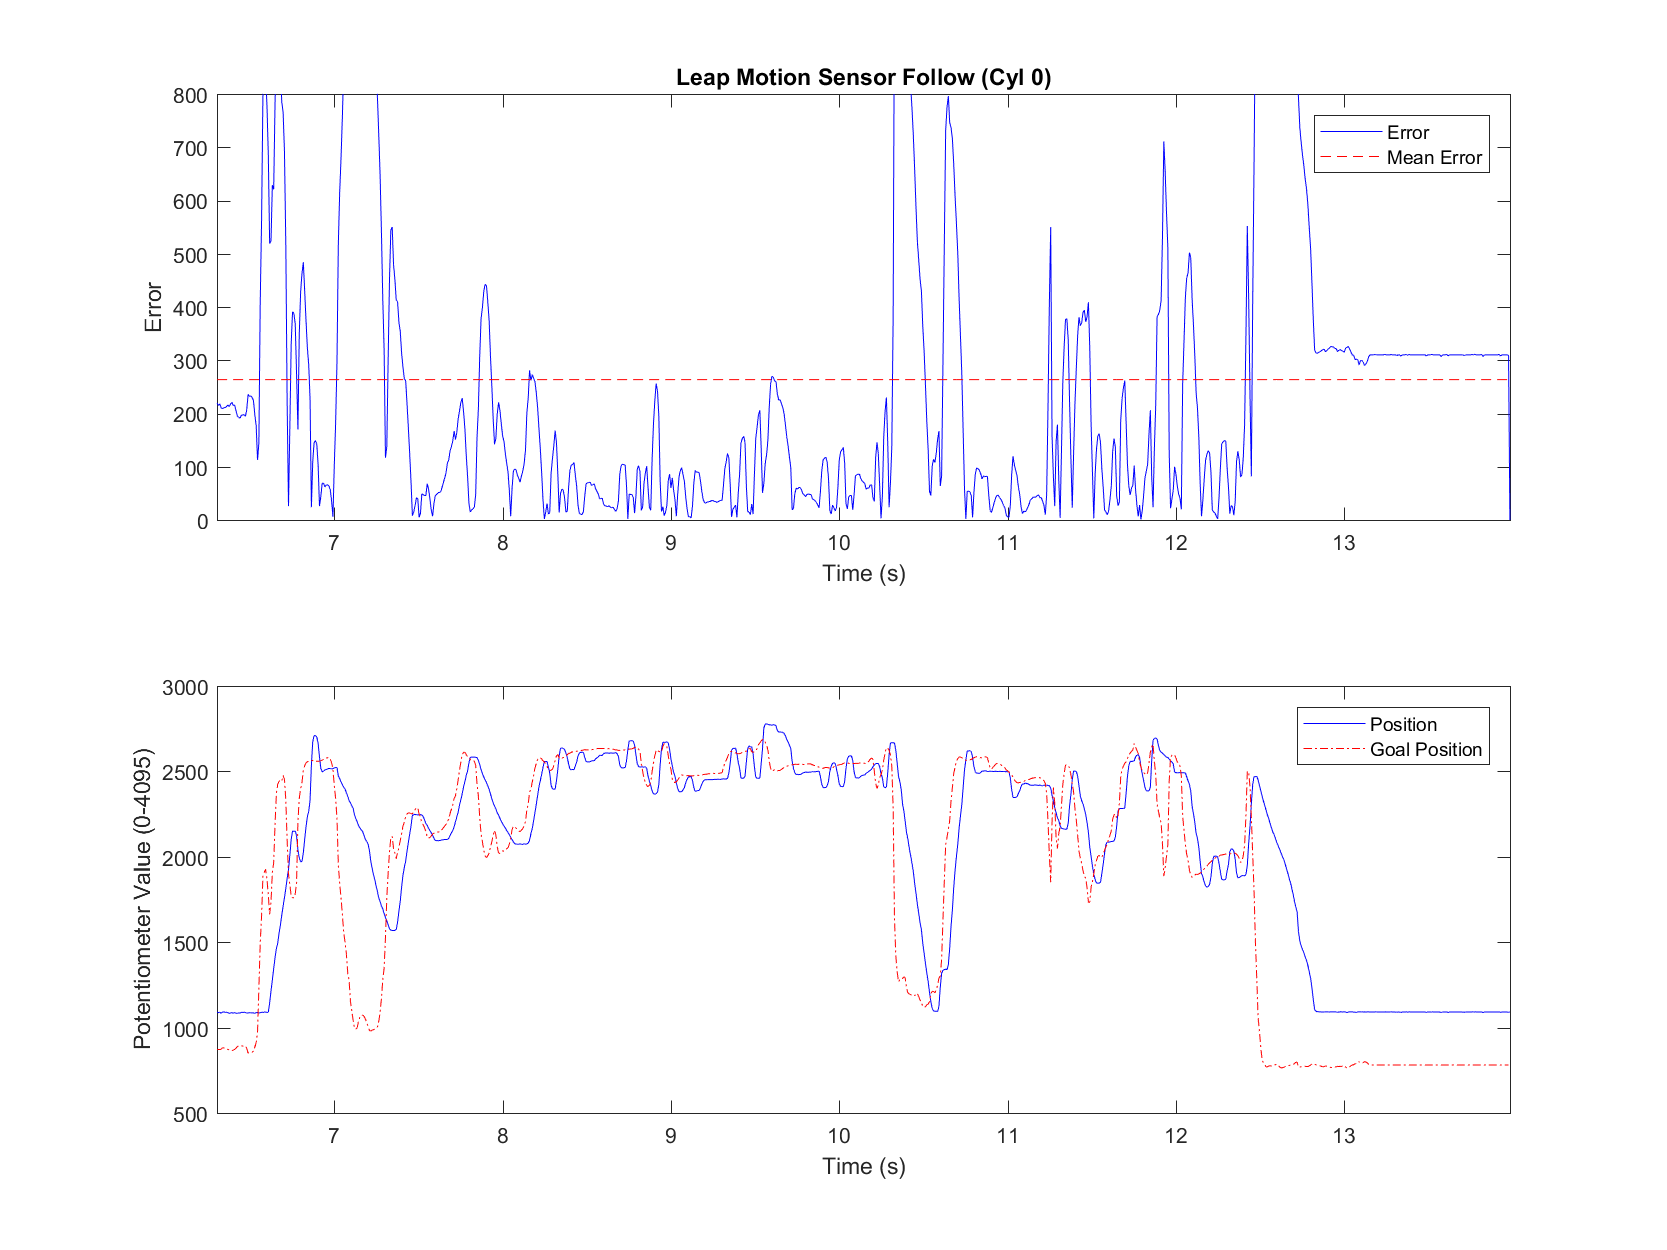 Leap Motion Sensor Follow (Cyl 0)
800
700
600
500
400
300
200
100
0
Error
Error
Mean Error
7 8 9 10 11 12 13
Time (s)
3000
2500
2000
1500
1000
500
Potentiometer Value (0-4095)
Position
Goal Position
7 8 9 10 11 12 13
Time (s)